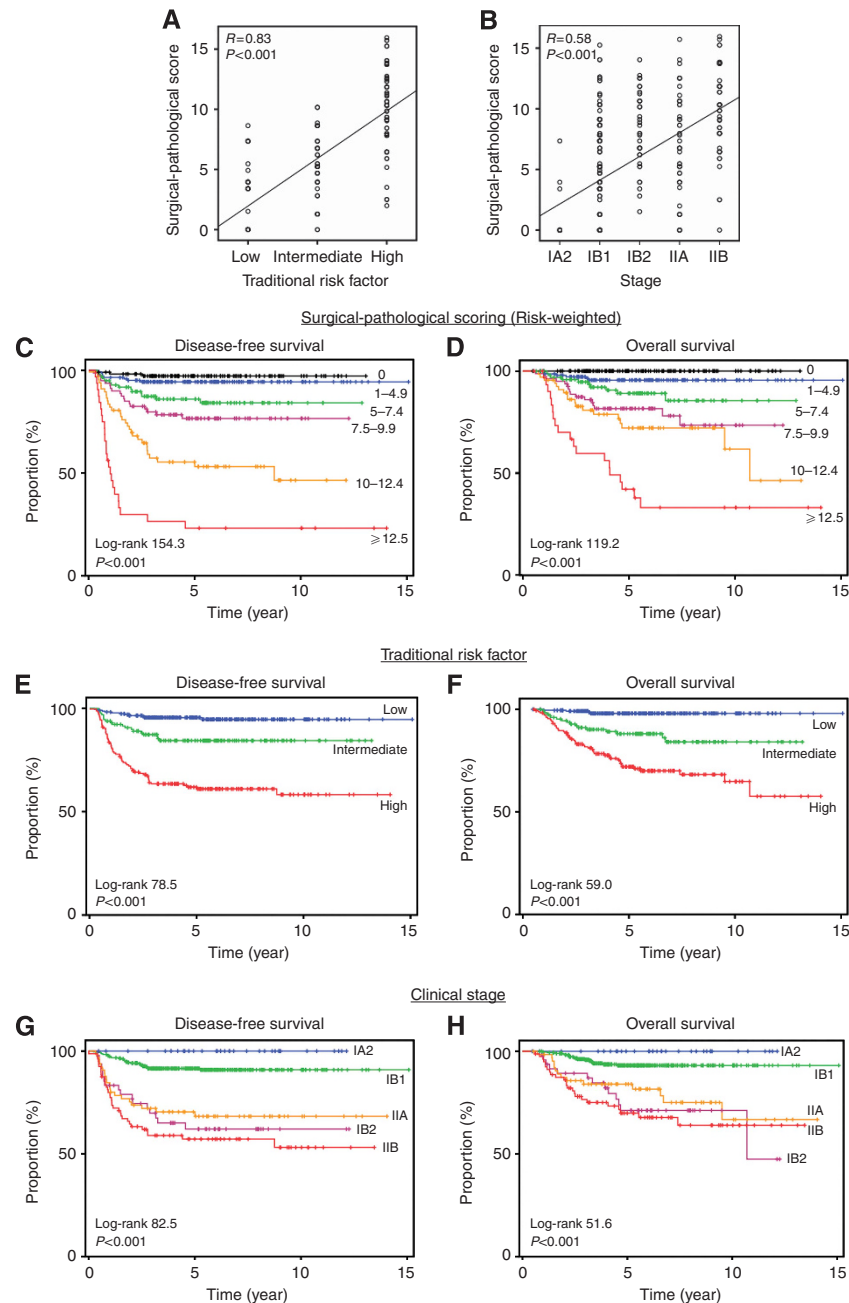 A
B
R=0.83
P<0.001
15
10
5
0
Surgical-pathological score
Low Intermediate High
Traditional risk factor
R=0.58
P<0.001
15
10
5
0
Surgical-pathological score
IA2 IB1 IB2 IIA IIB
Stage
Surgical-pathological scoring (Risk-weighted)
C
Disease-free survival
100
50
0
Proportion (%)
0
1–4.9
5–7.4
7.5–9.9
10–12.4
⩾12.5
Log-rank 154.3
P<0.001
0 5 10 15
Time (year)
D
Overall survival
100
50
0
Proportion (%)
0
1–4.9
5–7.4
7.5–9.9
10–12.4
⩾12.5
Log-rank 119.2
P<0.001
0 5 10 15
Time (year)
Traditional risk factor
E
Disease-free survival
100
50
0
Proportion (%)
Low
Intermediate
High
Log-rank 78.5
P<0.001
0 5 10 15
Time (year)
F
Overall survival
100
50
0
Proportion (%)
Low
Intermediate
High
Log-rank 59.0
P<0.001
0 5 10 15
Time (year)
Clinical stage
G
Disease-free survival
100
50
0
Proportion (%)
IA2
IB1
IIA
IB2
IIB
Log-rank 82.5
P<0.001
0 5 10 15
Time (year)
H
Overall survival
100
50
0
Proportion (%)
IA2
IB1
IIA
IIB
IB2
Log-rank 51.6
P<0.001
0 5 10 15
Time (year)